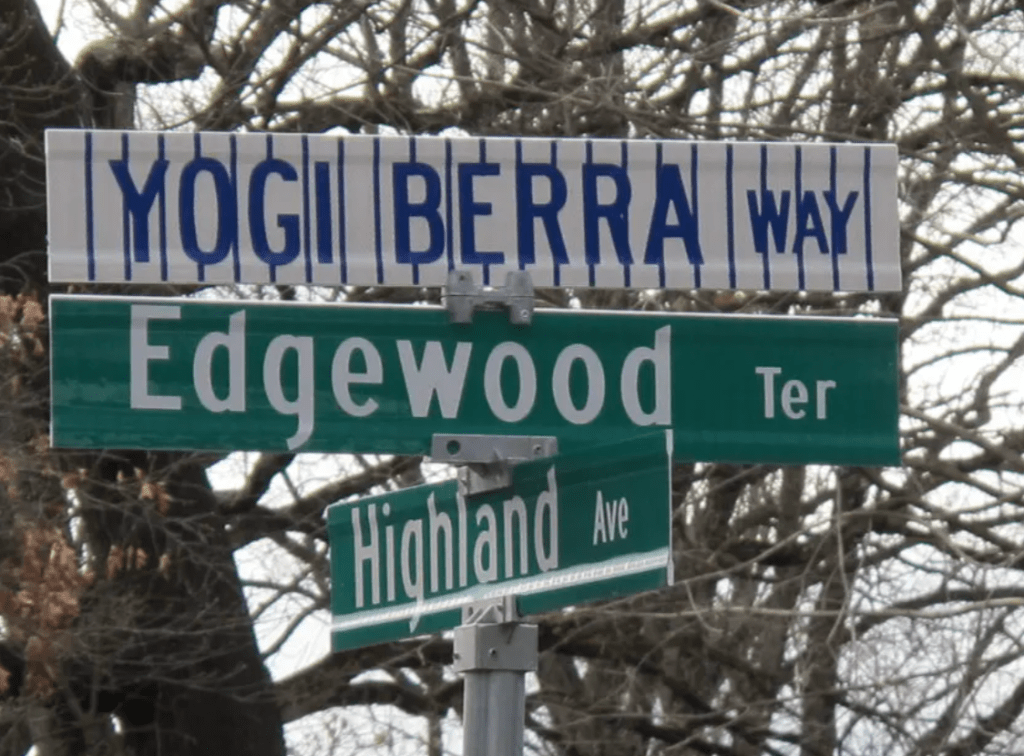 YOGI BERRA WAY
Edgewood Ter
Highland Ave